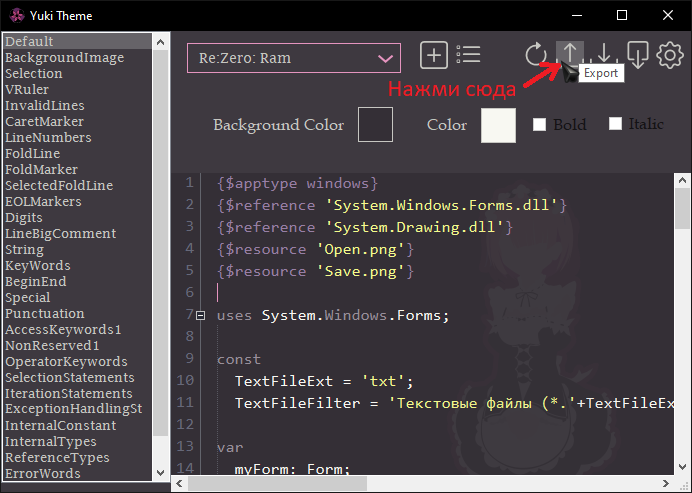 Yuki Theme
Default
BackgroundImage
Selection
VRuler
InvalidLines
CaretMarker
LineNumbers
FoldLine
FoldMarker
SelectedFoldLine
EOLMarkers
Digits
LineBigComment
String
KeyWords
BeginEnd
Special
Punctuation
AccessKeywords1
NonReserved1
OperatorKeywords
SelectionStatements
IterationStatements
ExceptionHandlingSt
InternalConstant
InternalTypes
ReferenceTypes
ErrorWords
Re:Zero: Ram
Export
Нажми сюда
Background Color
Color
Bold
Italic
1 {$apptype windows}
2 {$reference 'System.Windows.Forms.dll'}
3 {$reference 'System.Drawing.dll'}
4 {$resource 'Open.png'}
5 {$resource 'Save.png'}
6
7 uses System.Windows.Forms;
8
9 const
10 TextFileExt = 'txt';
11 TextFileFilter = 'Текстовые файлы (*.'+TextFileEx
12
13 var
14 myForm: Form;